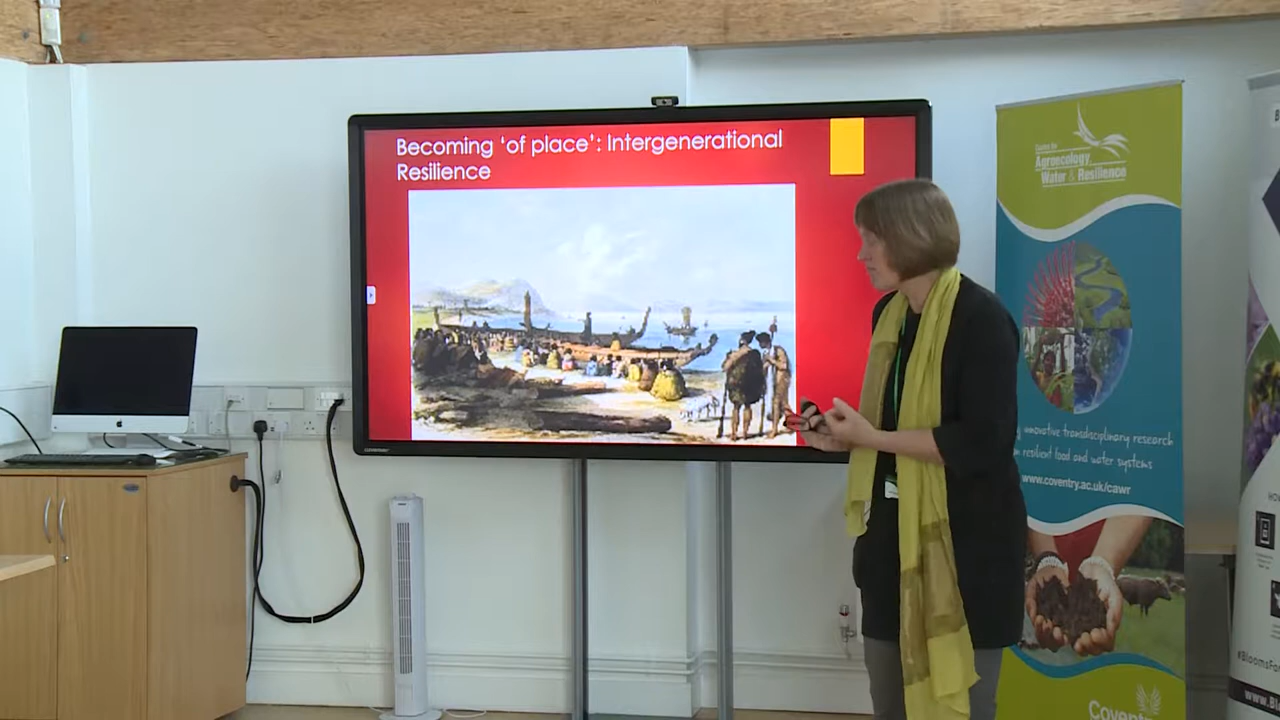 Becoming 'of place': Intergenerational
Resilience
Centre for
Agroecology,
Water & Resilience
innovative transdisciplinary research
resilient food and water systems
www.coventry.ac.uk/cawr
Coventry